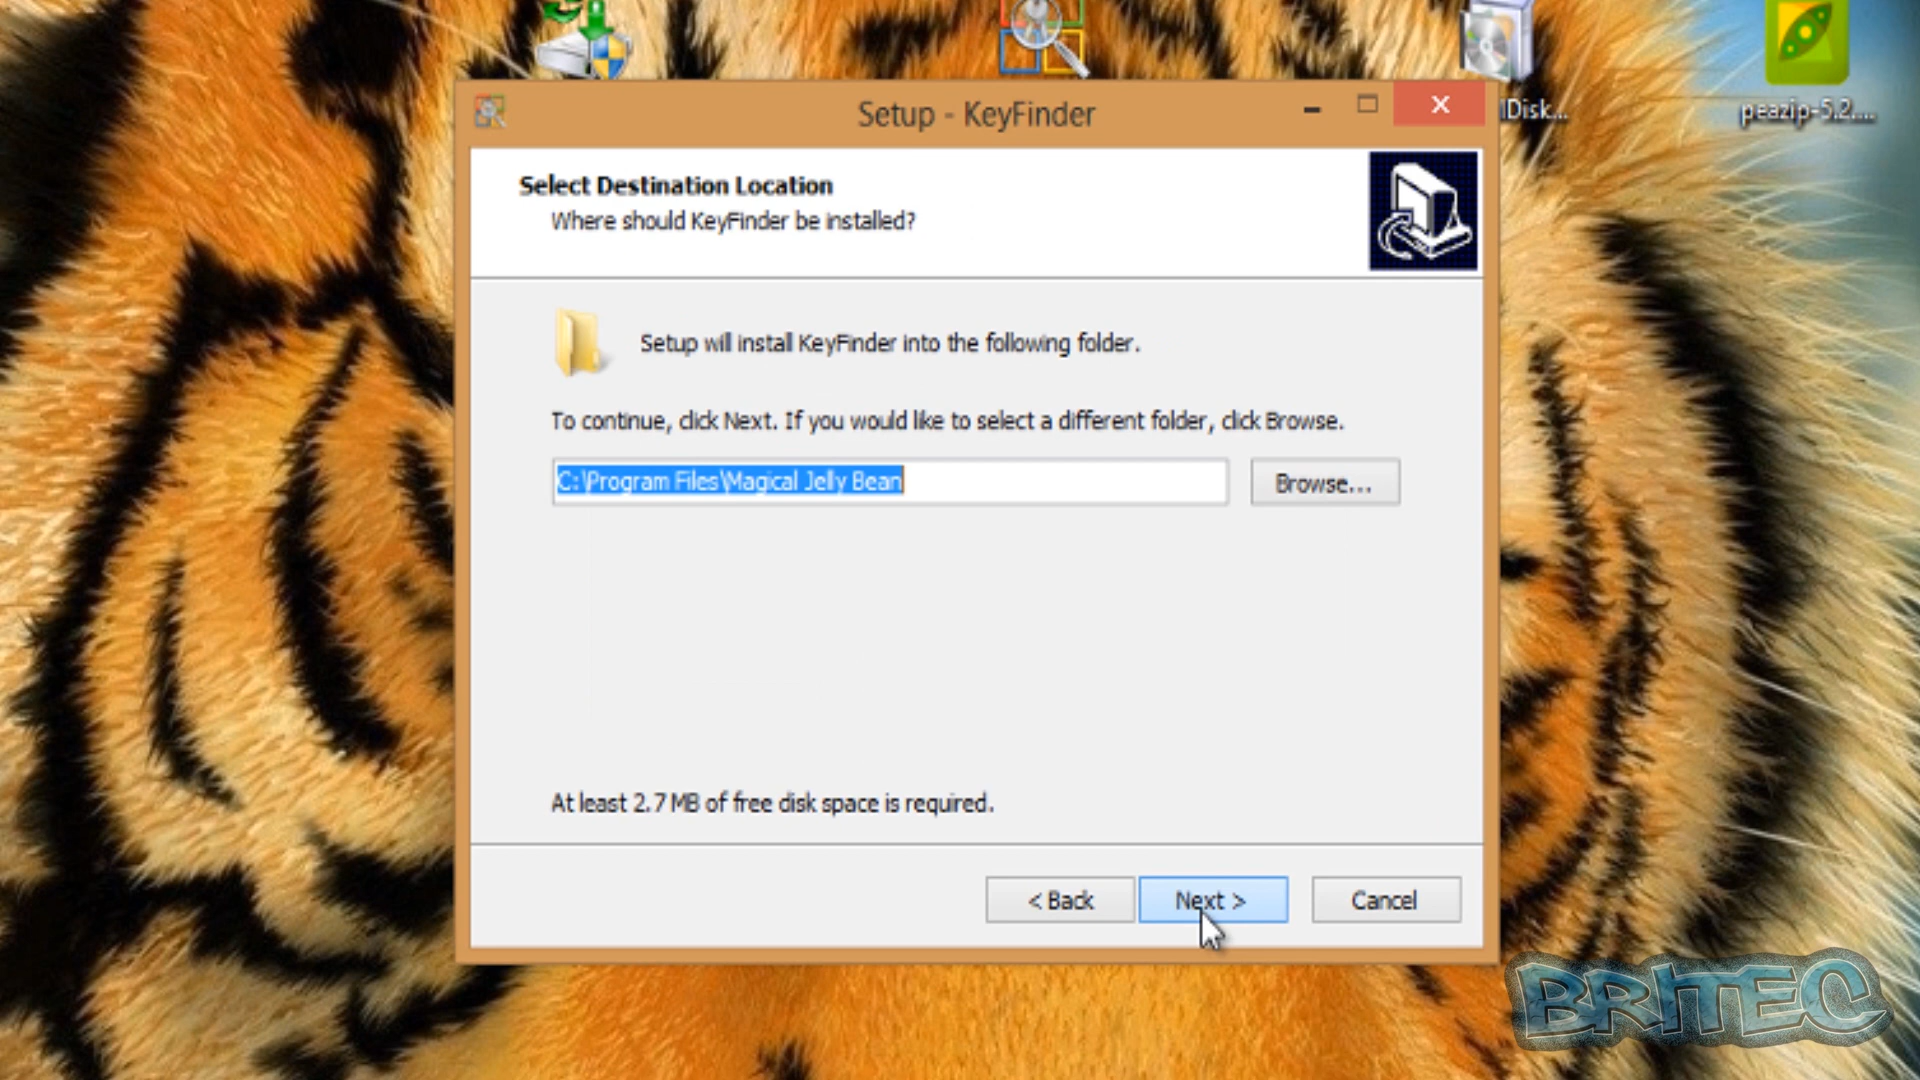 lDisk...
peazip-5.2....
Setup - KeyFinder
Select Destination Location
Where should KeyFinder be installed?
Setup will install KeyFinder into the following folder.
To continue, click Next. If you would like to select a different folder, click Browse.
C:\Program Files\Magical Jelly Bean
Browse...
At least 2.7 MB of free disk space is required.
< Back
Next >
Cancel
BRITEC